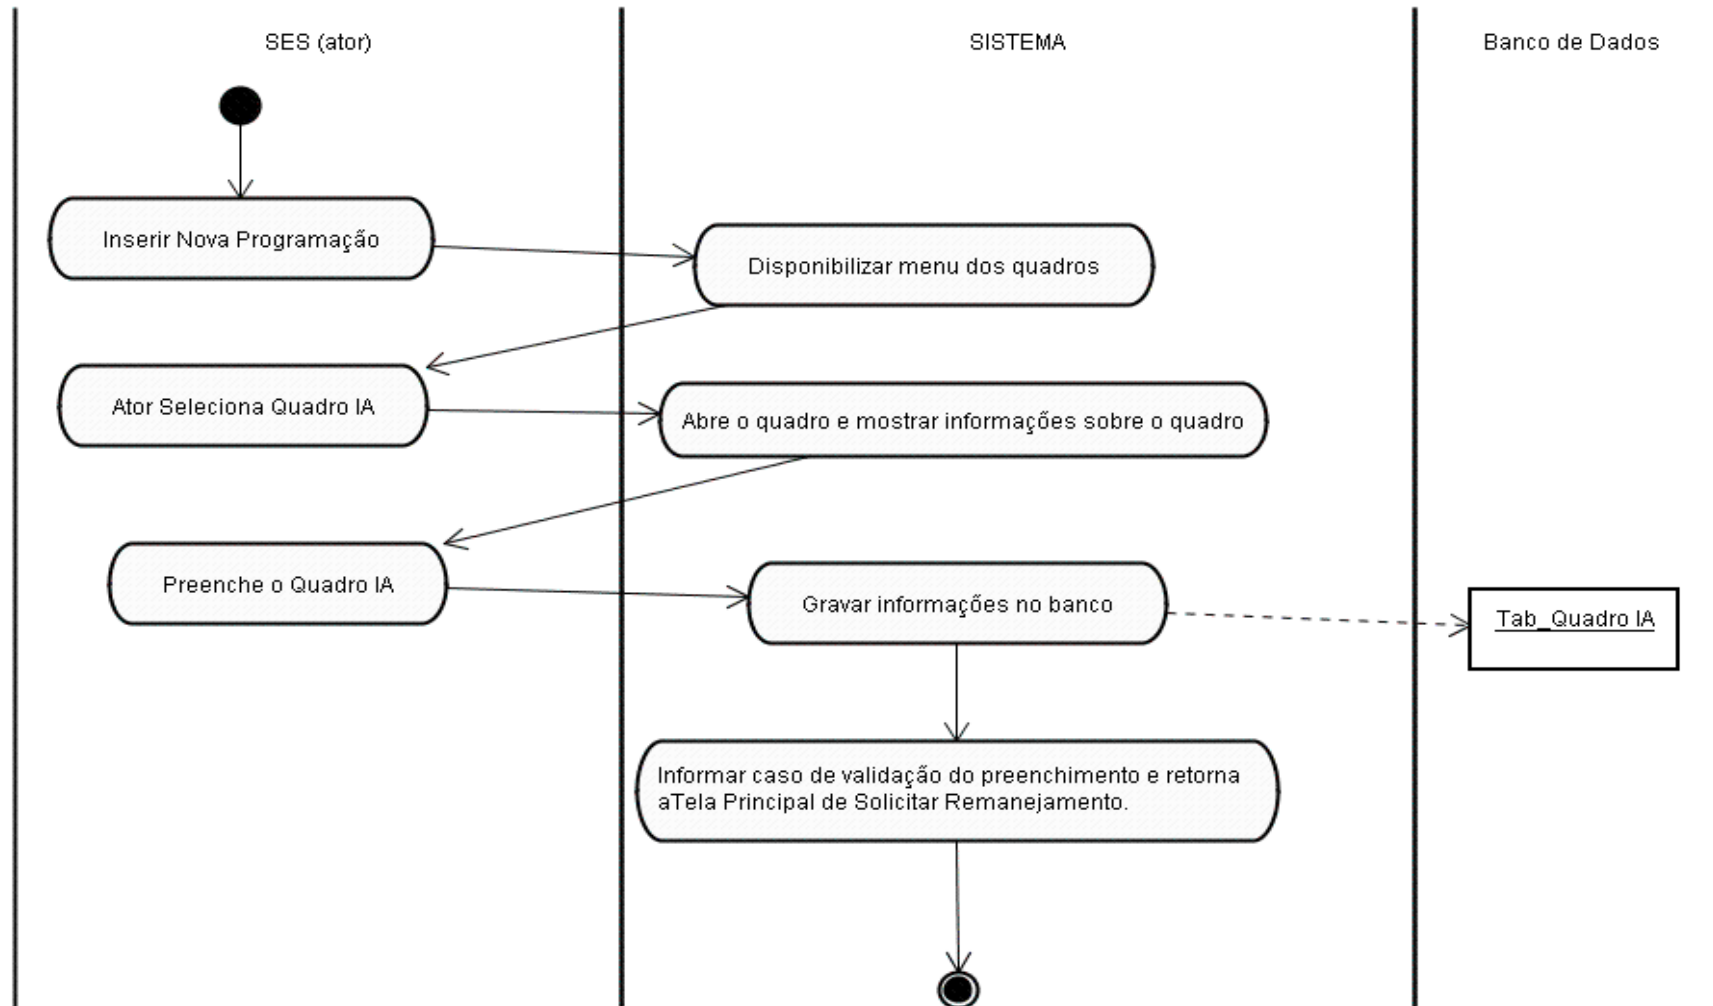 SES (ator)
SISTEMA
Banco de Dados
Inserir Nova Programação
Disponibilizar menu dos quadros
Ator Seleciona Quadro IA
Abre o quadro e mostrar informações sobre o quadro
Preenche o Quadro IA
Gravar informações no banco
Tab_Quadro IA
Informar caso de validação do preenchimento e retorna
aTela Principal de Solicitar Remanejamento.